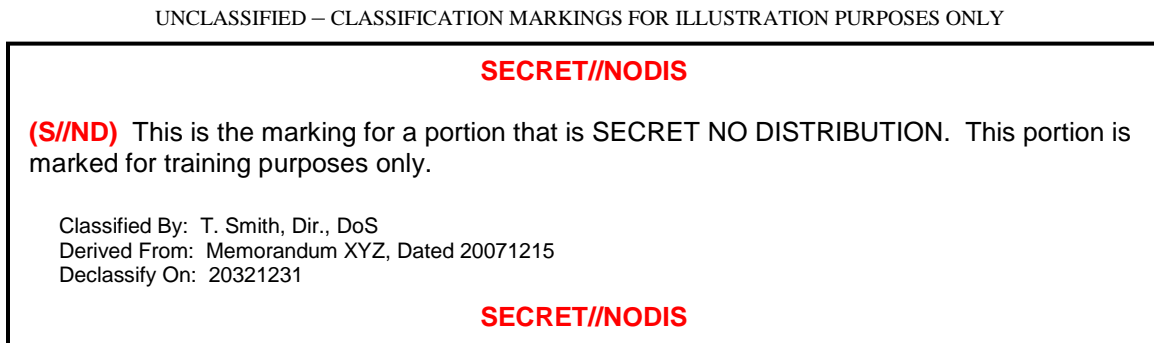 UNCLASSIFIED – CLASSIFICATION MARKINGS FOR ILLUSTRATION PURPOSES ONLY
SECRET//NODIS
(S//ND) This is the marking for a portion that is SECRET NO DISTRIBUTION. This portion is
marked for training purposes only.
Classified By: T. Smith, Dir., DoS
Derived From: Memorandum XYZ, Dated 20071215
Declassify On: 20321231
SECRET//NODIS